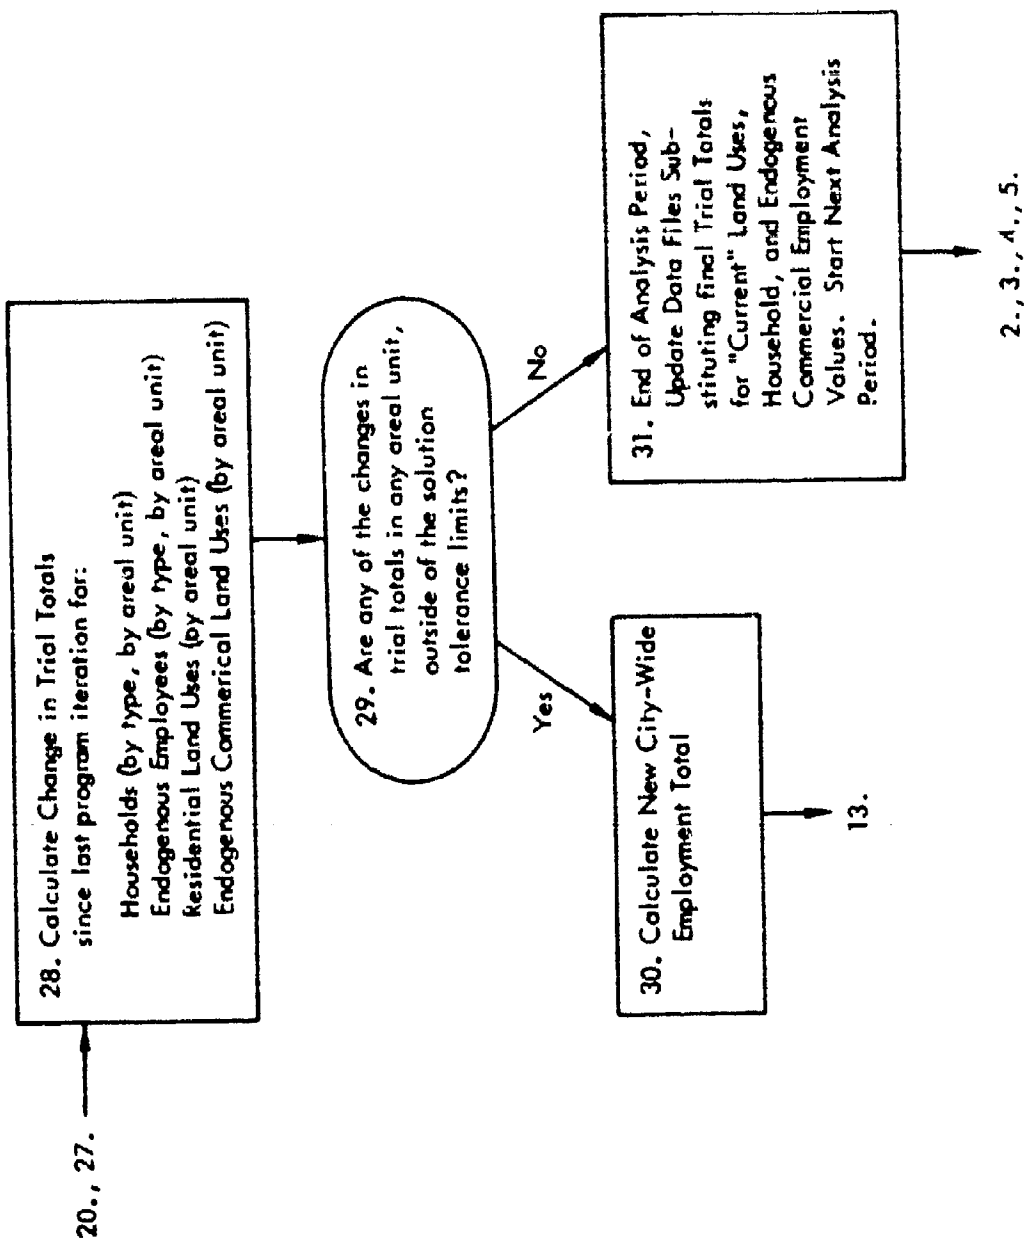 20., 27.
28. Calculate Change in Trial Totals
since last program iteration for:
Households (by type, by areal unit)
Endogenous Employees (by type, by areal unit)
Residential Land Uses (by areal unit)
Endogenous Commerical Land Uses (by areal unit)
29. Are any of the changes in
trial totals in any areal unit,
outside of the solution
tolerance limits?
Yes
No
30. Calculate New City-Wide
Employment Total
13.
31. End of Analysis Period,
Update Data Files Sub-
stituting final Trial Totals
for "Current" Land Uses,
Household, and Endogenous
Commercial Employment
Values. Start Next Analysis
Period.
2., 3., 4., 5.